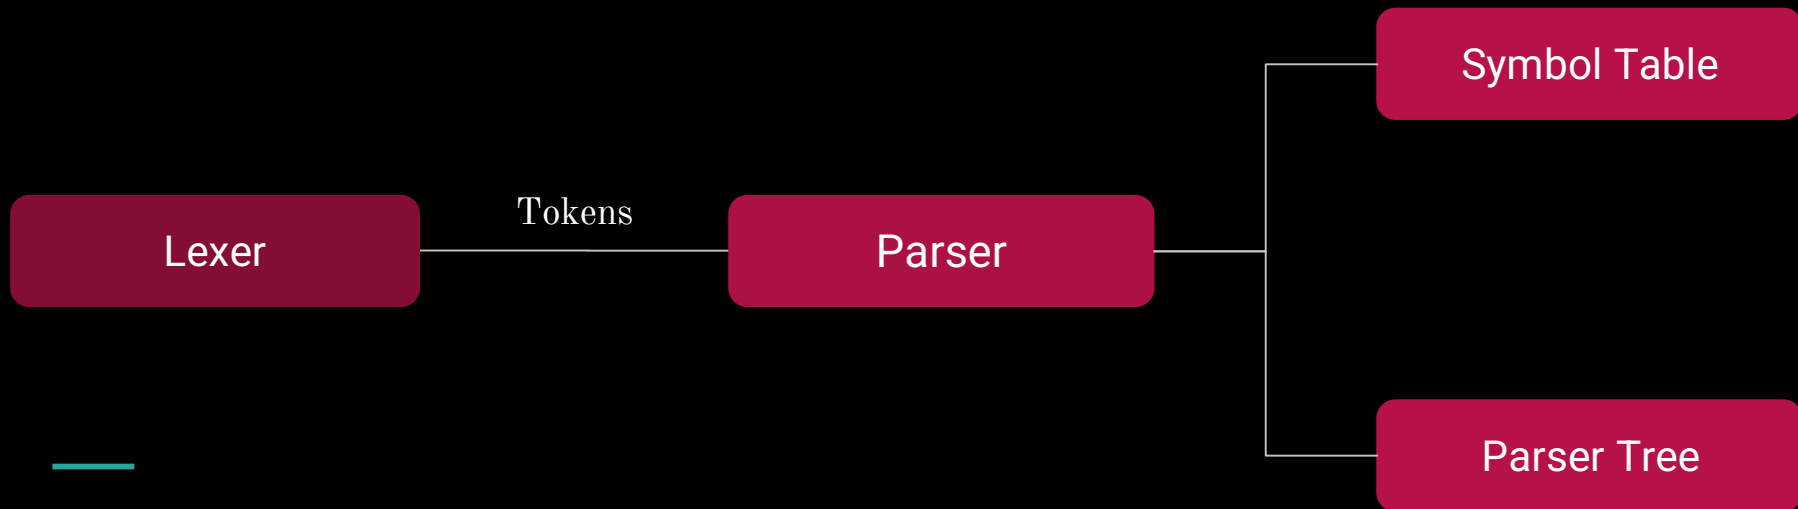 Symbol Table
Tokens
Lexer
Parser
Parser Tree